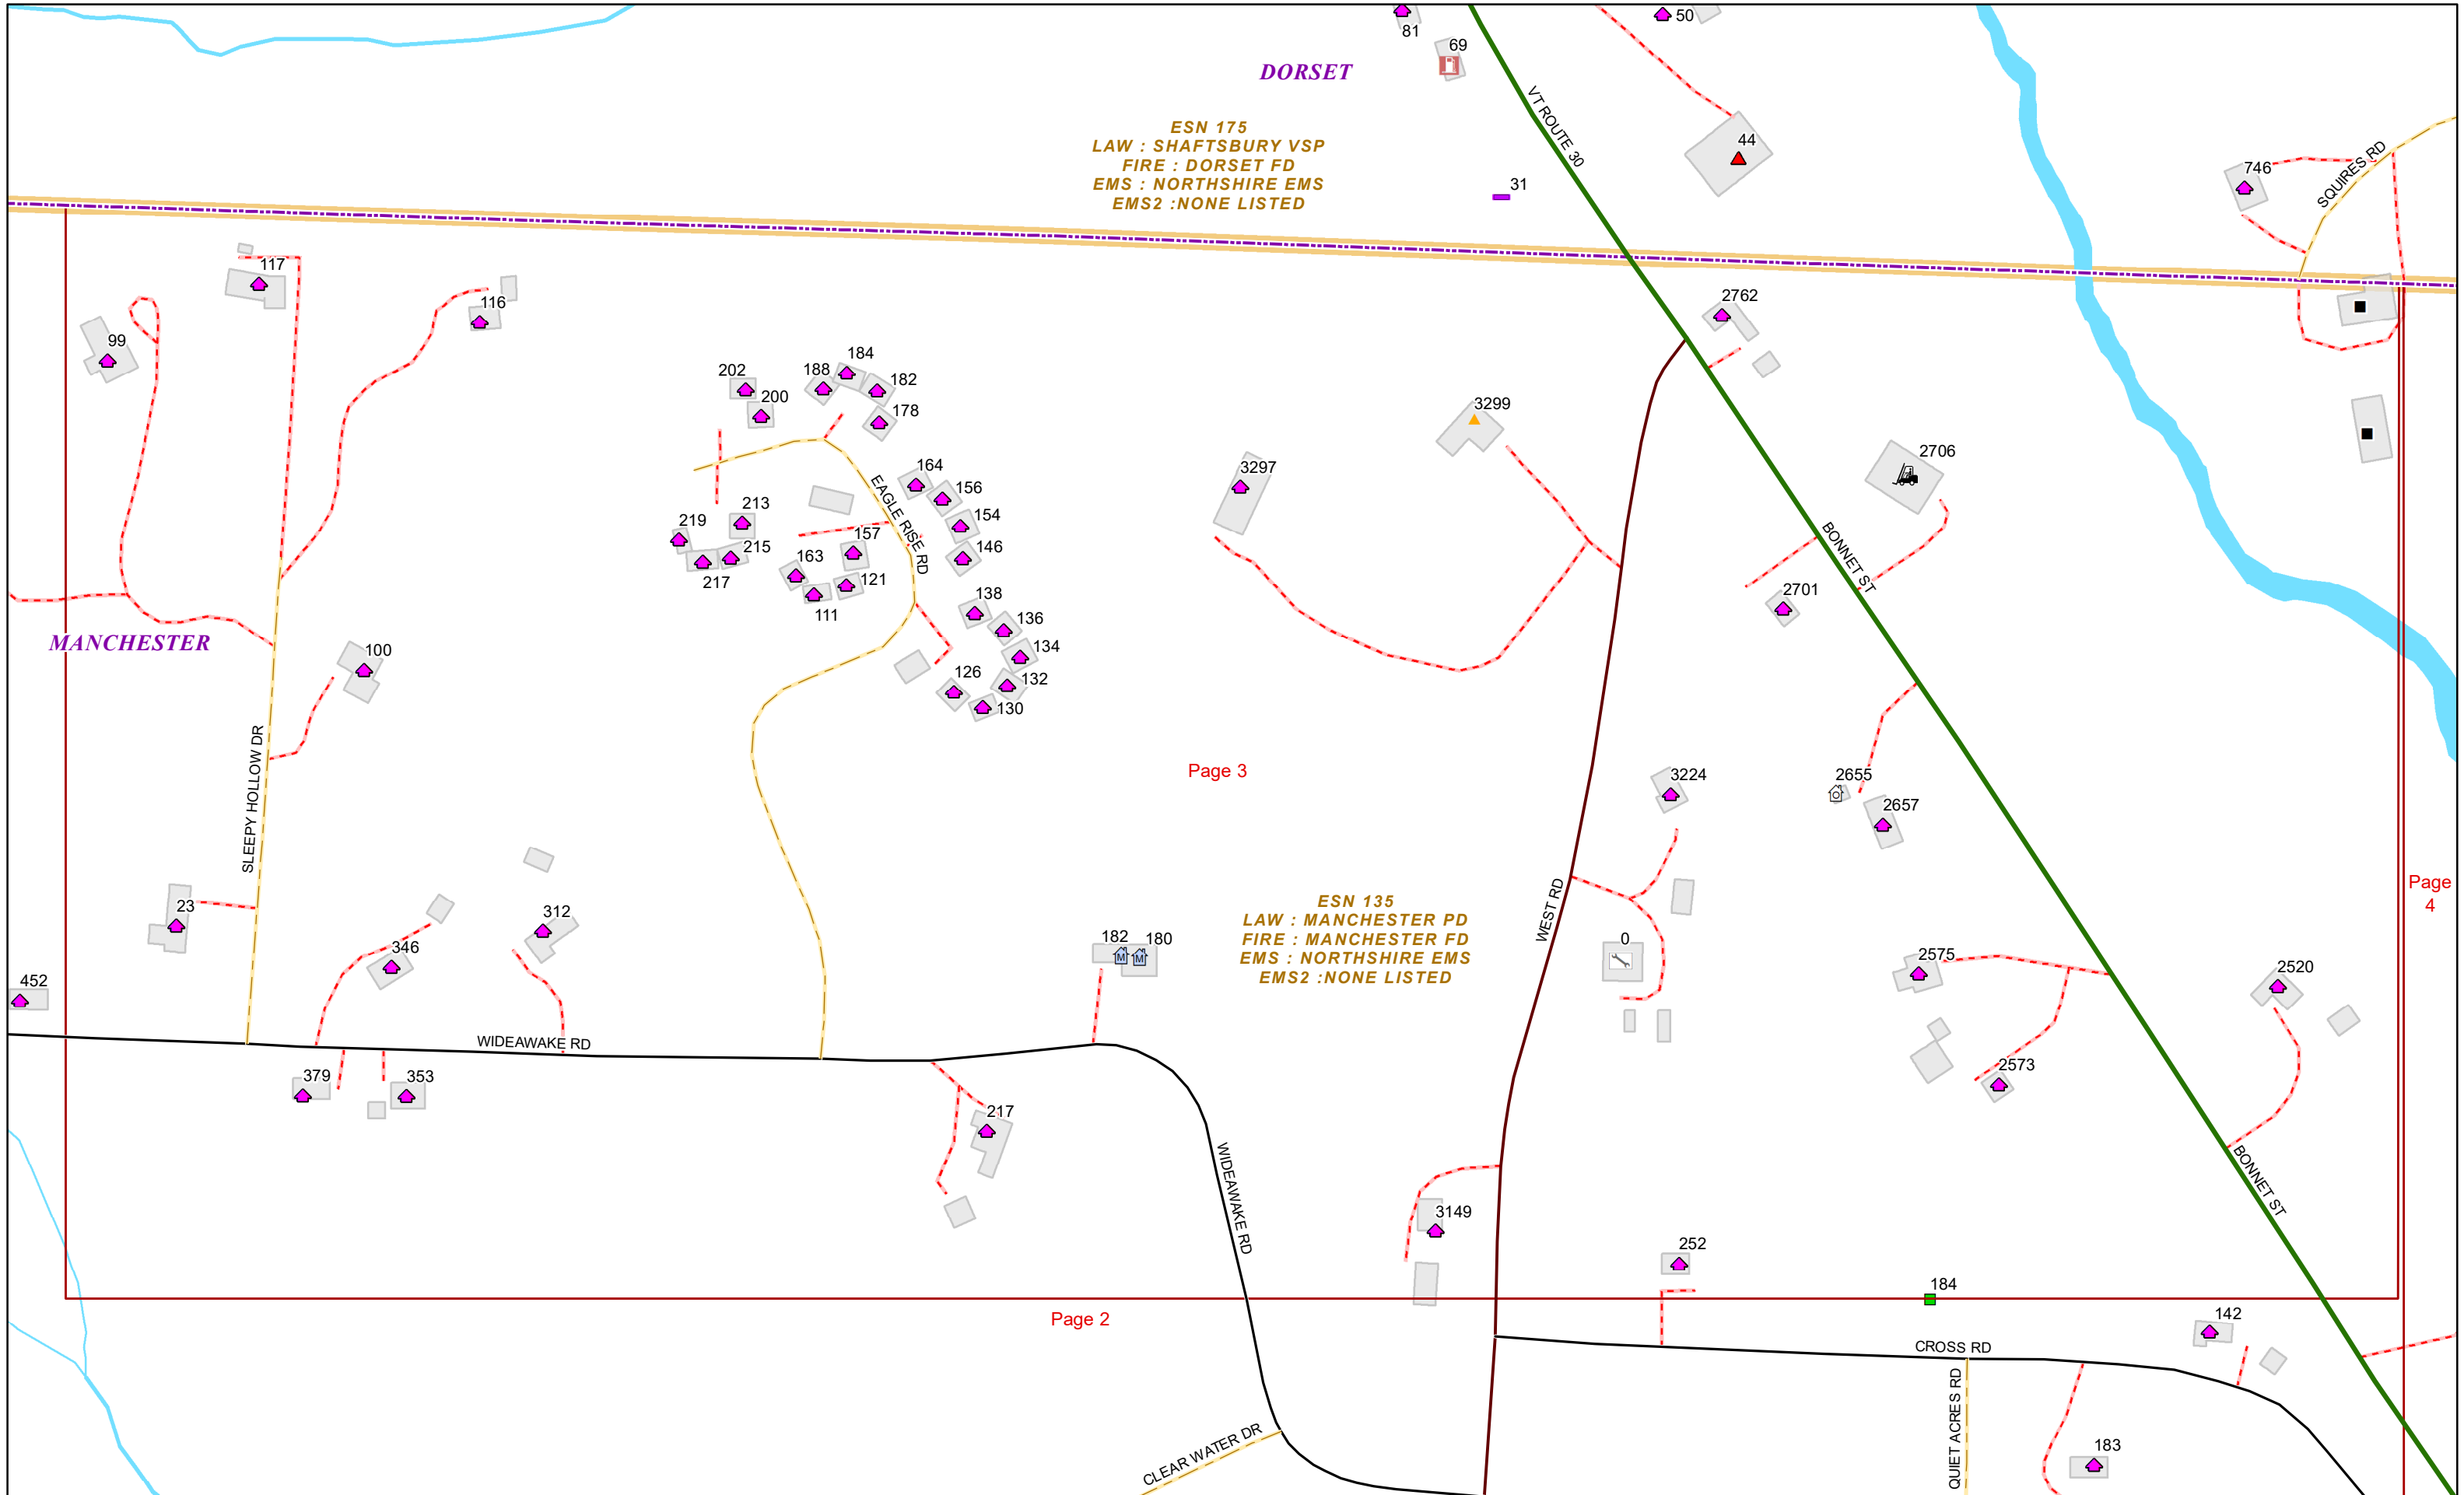 81
50
69
DORSET
VT ROUTE 30
ESN 175
LAW : SHAFTSBURY VSP
FIRE : DORSET FD
EMS : NORTHSHIRE EMS
EMS2 :NONE LISTED
44
31
746
SQUIRES RD
117
116
99
2762
202
188
184
182
200
178
3299
164
3297
2706
156
154
213
219
215
217
EAGLE RISE RD
157
146
163
121
111
BONNET ST
2701
138
136
134
132
126
130
MANCHESTER
100
SLEEPY HOLLOW DR
Page 3
3224
2655
2657
Page
4
23
312
346
452
182
180
ESN 135
LAW : MANCHESTER PD
FIRE : MANCHESTER FD
EMS : NORTHSHIRE EMS
EMS2 :NONE LISTED
WEST RD
0
2575
2520
WIDEAWAKE RD
379
353
217
2573
WIDEAWAKE RD
BONNET ST
3149
252
184
Page 2
142
CROSS RD
QUIET ACRES RD
CLEAR WATER DR
183
M
M